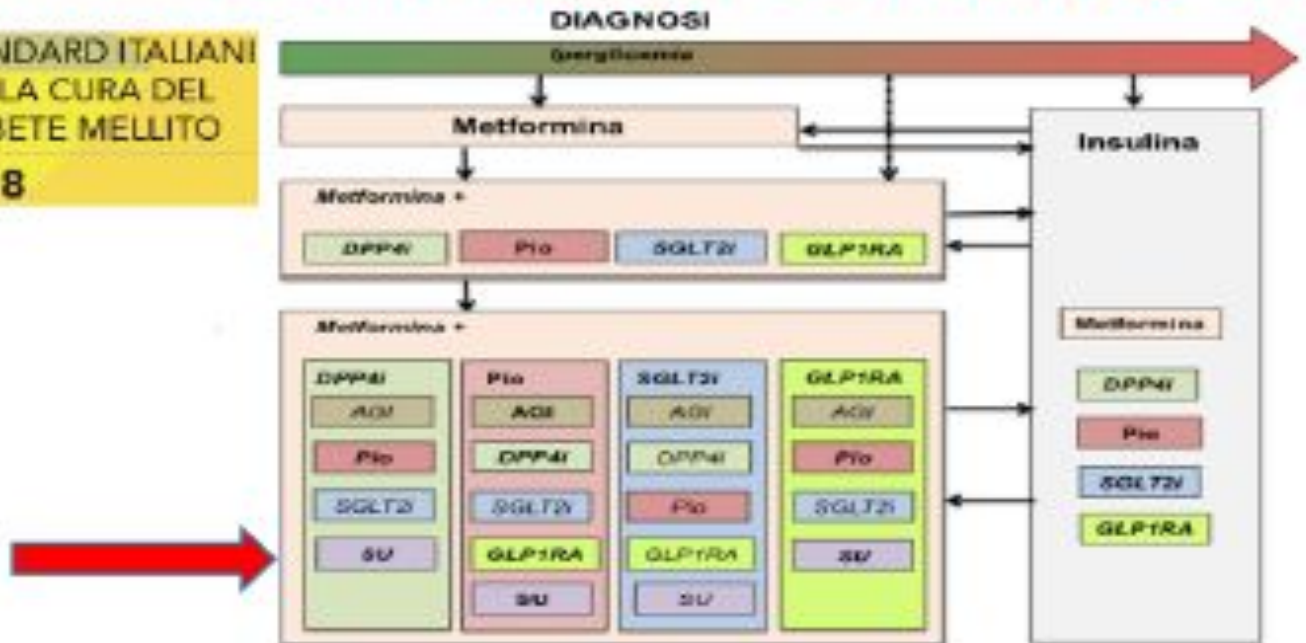 DIAGNOSI
NDARD ITALIANI
LA CURA DEL
BETE MELLITO
8
Iperglicemia
Metformina
Insulina
Metformina +
DPP4i Pio SGLT2i GLP1RA
Metformina +
DPP4i
AGI
Pio
SGLT2i
SU
Pio
AGI
DPP4i
SGLT2i
GLP1RA
SU
SGLT2i
AGI
DPP4i
Pio
GLP1RA
SU
GLP1RA
AGI
Pio
SGLT2i
SU
Metformina
DPP4i
Pio
SGLT2i
GLP1RA